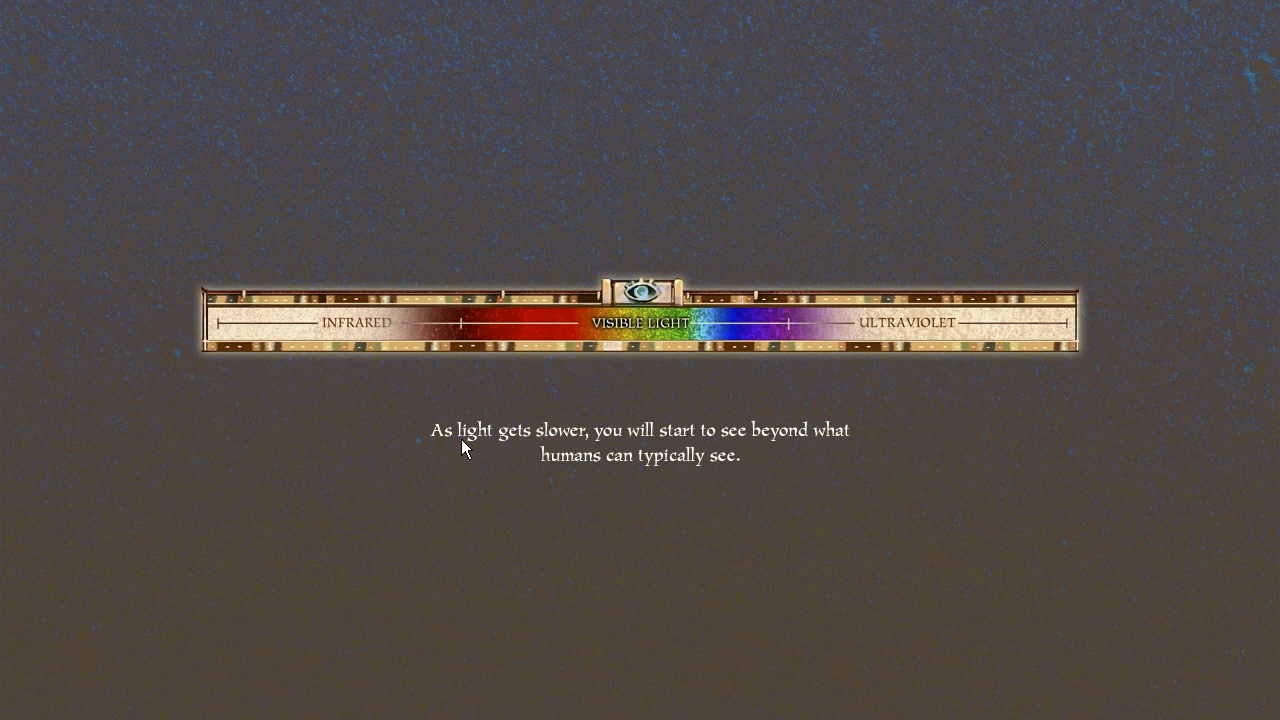 INFRARED VISIBLE LIGHT ULTRAVIOLET
As light gets slower, you will start to see beyond what
humans can typically see.